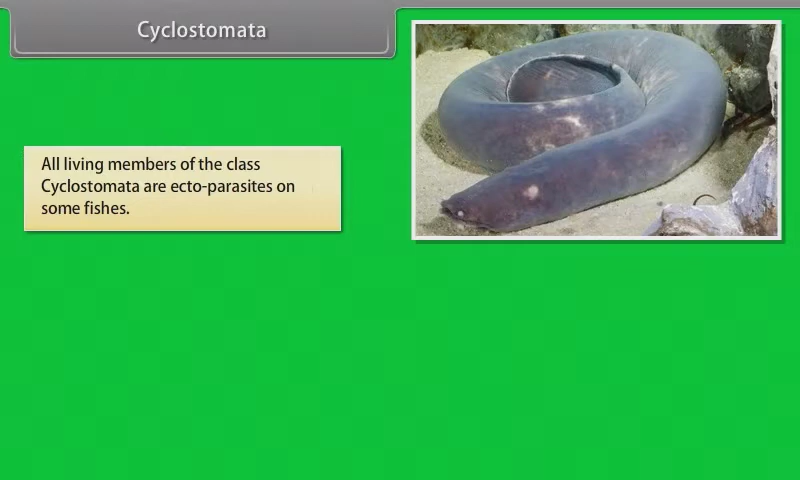 Cyclostomata
All living members of the class
Cyclostomata are ecto-parasites on
some fishes.